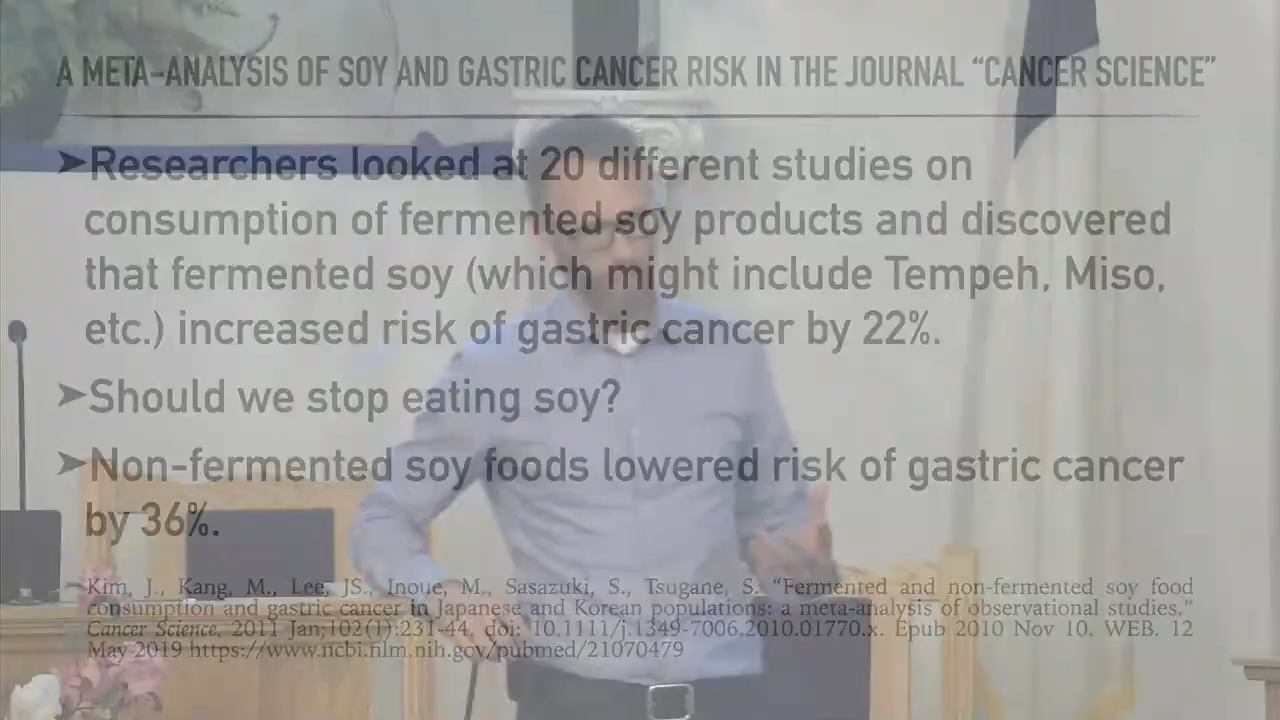 A META-ANALYSIS OF SOY AND GASTRIC CANCER RISK IN THE JOURNAL “CANCER SCIENCE”
➤Researchers looked at 20 different studies on
consumption of fermented soy products and discovered
that fermented soy (which might include Tempeh, Miso,
etc.) increased risk of gastric cancer by 22%.
➤Should we stop eating soy?
➤Non-fermented soy foods lowered risk of gastric cancer
by 36%.
Kim, J., Kang, M., Lee, JS., Inoue, M., Sasazuki, S., Tsugane, S. “Fermented and non-fermented soy food
consumption and gastric cancer in Japanese and Korean populations: a meta-analysis of observational studies.”
Cancer Science. 2011 Jan;102(1):231-44. doi: 10.1111/j.1349-7006.2010.01770.x. Epub 2010 Nov 10. WEB. 12
May 2019 https://www.ncbi.nlm.nih.gov/pubmed/21070479